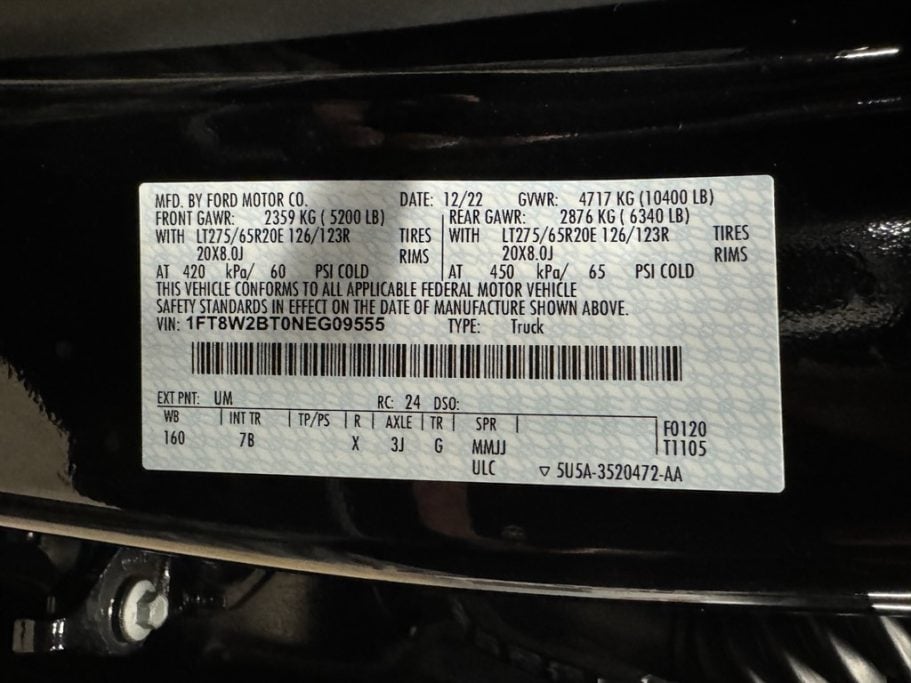 MFD. BY FORD MOTOR CO. DATE: 12/22 GVWR: 4717 KG (10400 LB)
FRONT GAWR: 2359 KG ( 5200 LB) REAR GAWR: 2876 KG ( 6340 LB)
WITH LT275/65R20E 126/123R TIRES WITH LT275/65R20E 126/123R TIRES
20X8.0J RIMS 20X8.0J RIMS
AT 420 kPa/ 60 PSI COLD AT 450 kPa/ 65 PSI COLD
THIS VEHICLE CONFORMS TO ALL APPLICABLE FEDERAL MOTOR VEHICLE
SAFETY STANDARDS IN EFFECT ON THE DATE OF MANUFACTURE SHOWN ABOVE.
VIN: 1FT8W2BT0NEG09555 TYPE: Truck
EXT PNT: UM RC: 24 DSO:
WB INT TR TP/PS R AXLE TR SPR F0120
160 7B X 3J G MMJJ T1105
ULC ▽ 5U5A-3520472-AA